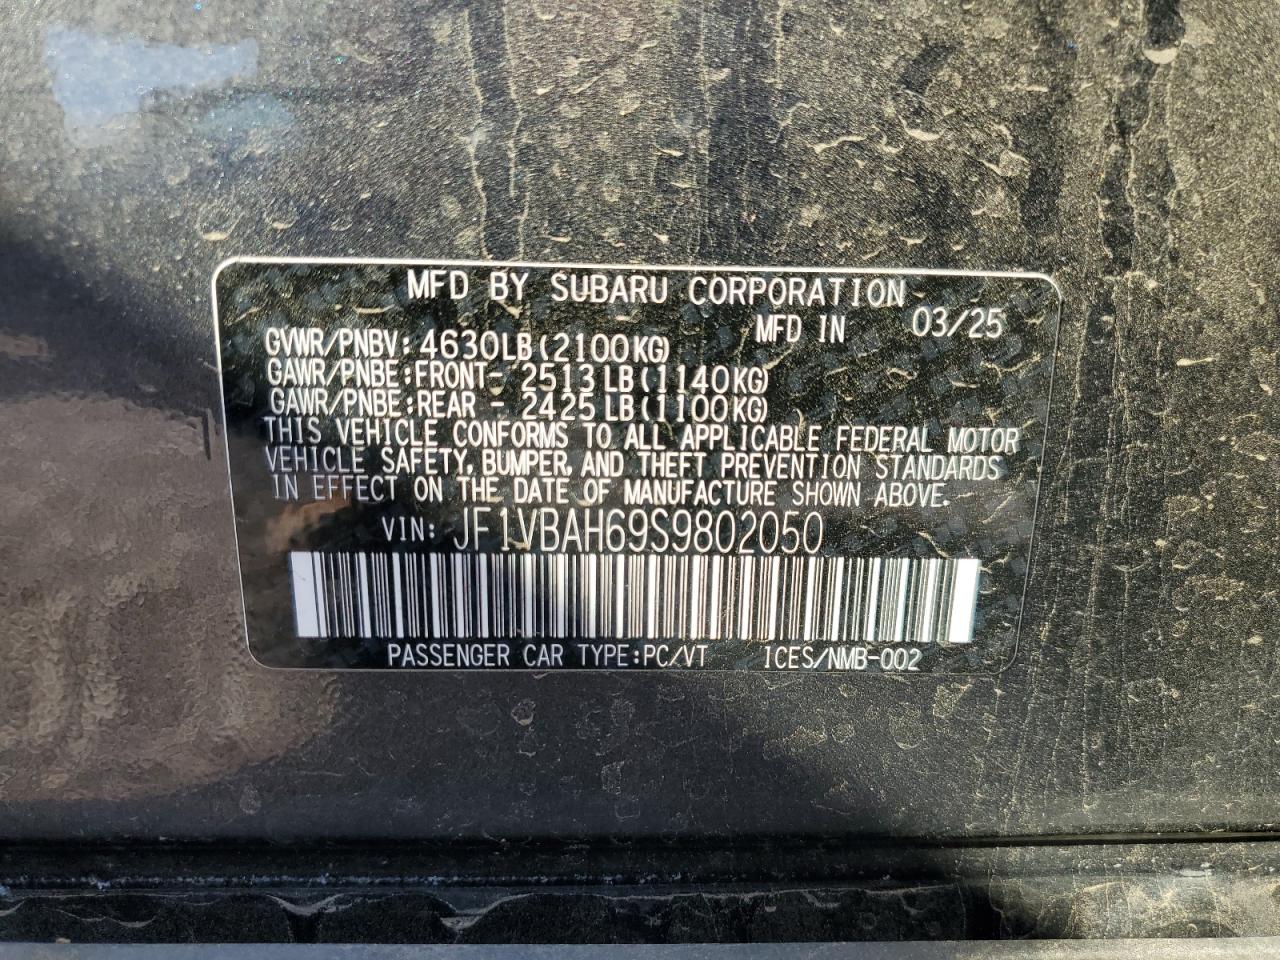 MFD BY SUBARU CORPORATION
MFD IN 03/25
GVWR/PNBV: 4630LB (2100KG)
GAWR/PNBE: FRONT- 2513 LB (1140KG)
GAWR/PNBE: REAR - 2425 LB (1100KG)
THIS VEHICLE CONFORMS TO ALL APPLICABLE FEDERAL MOTOR
VEHICLE SAFETY, BUMPER, AND THEFT PREVENTION STANDARDS
IN EFFECT ON THE DATE OF MANUFACTURE SHOWN ABOVE.
VIN: JF1VBAH69S9802050
PASSENGER CAR TYPE:PC/VT ICES/NMB-002